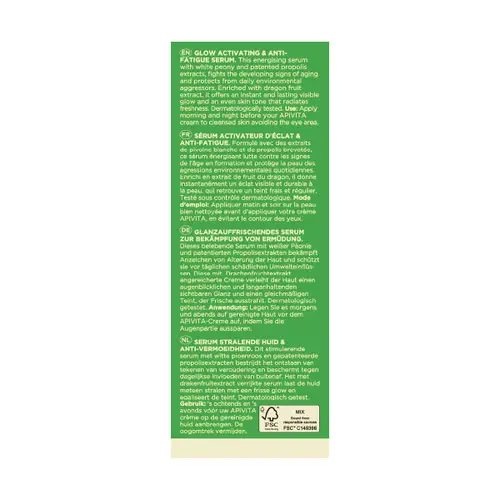 EN GLOW ACTIVATING & ANTI-
FATIGUE SERUM. This energising serum
with white peony and patented propolis
extracts, fights the developing signs of aging
and protects from daily environmental
aggressors. Enriched with dragon fruit
extract, it offers an instant and lasting visible
glow and an even skin tone that radiates
freshness. Dermatologically tested. Use: Apply
morning and night before your APIVITA
cream to cleansed skin avoiding the eye area.
FR SÉRUM ACTIVATEUR D'ÉCLAT &
ANTI-FATIGUE. Formulé avec des extraits
de pivoine blanche et de propolis brevetée,
ce sérum énergisant lutte contre les signes
de l'âge en formation et protège la peau des
agressions environnementales quotidiennes.
Enrichi en extrait de fruit du dragon, il donne
instantanément un éclat visible et durable à
la peau, qui retrouve un teint frais et régulier.
Testé sous contrôle dermatologique. Mode
d'emploi: Appliquer matin et soir sur la peau
bien nettoyée avant d'appliquer votre crème
APIVITA, en évitant le contour des yeux.
DE GLANZAUFFRISCHENDES SERUM
ZUR BEKÄMPFUNG VON ERMÜDUNG.
Dieses belebende Serum mit weißer Päonie
und patentierten Propolisextrakten bekämpft
Anzeichen von Alterung der Haut und schützt
sie vor täglichen schädlichen Umwelteinflüs-
sen. Diese mit Drachenfruchtextrakt
angereicherte Creme verleiht der Haut einen
augenblicklichen und langanhaltenden
sichtbaren Glanz und einen gleichmäßigen
Teint, der Frische ausstrahlt. Dermatologisch
getestet. Anwendung: Legen Sie es morgens
und abends auf gereinigte Haut vor dem
APIVITA-Creme auf, indem Sie die
Augenpartie aussparen.
NL SERUM STRALENDE HUID &
ANTI-VERMOEIDHEID. Dit stimulerende
serum met witte pioenroos en gepatenteerde
propolisextracten bestrijdt het ontstaan van
tekenen van veroudering en beschermt tegen
dagelijkse invloeden van buitenaf. Het met
drakenfruitextract verrijkte serum laat de huid
meteen stralen met een frisse glow en
egaliseert de teint. Dermatologisch getest.
Gebruik: 's ochtends en 's
avonds vóór uw APIVITA
crème op de gereinigde
huid aanbrengen. De
oogomtrek vermijden.
FSC
MIX
Board from
responsible sources
FSC®